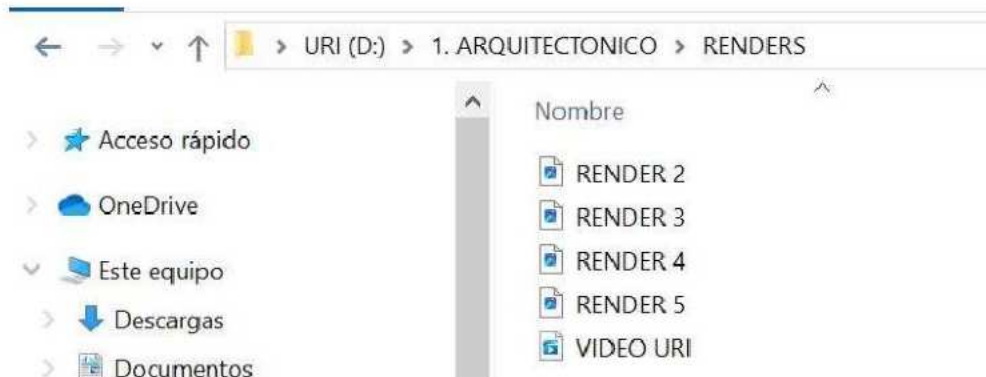 URI (D:) > 1. ARQUITECTONICO > RENDERS
Nombre
Acceso rápido
OneDrive
Este equipo
Descargas
Documentos
RENDER 2
RENDER 3
RENDER 4
RENDER 5
VIDEO URI